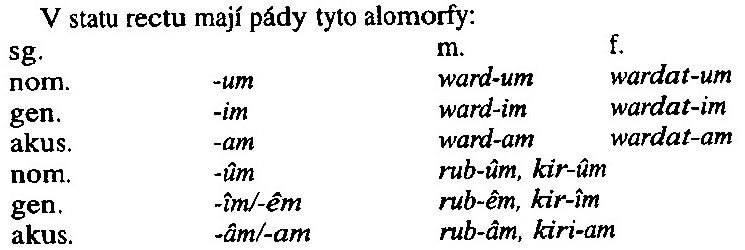 V statu rectu mají pády tyto alomorfy:
sg. m. f.
nom. -um ward-um wardat-um
gen. -im ward-im wardat-im
akus. -am ward-am wardat-am
nom. -ûm rub-ûm, kir-ûm
gen. -îm/-êm rub-êm, kir-îm
akus. -âm/-am rub-âm, kiri-am